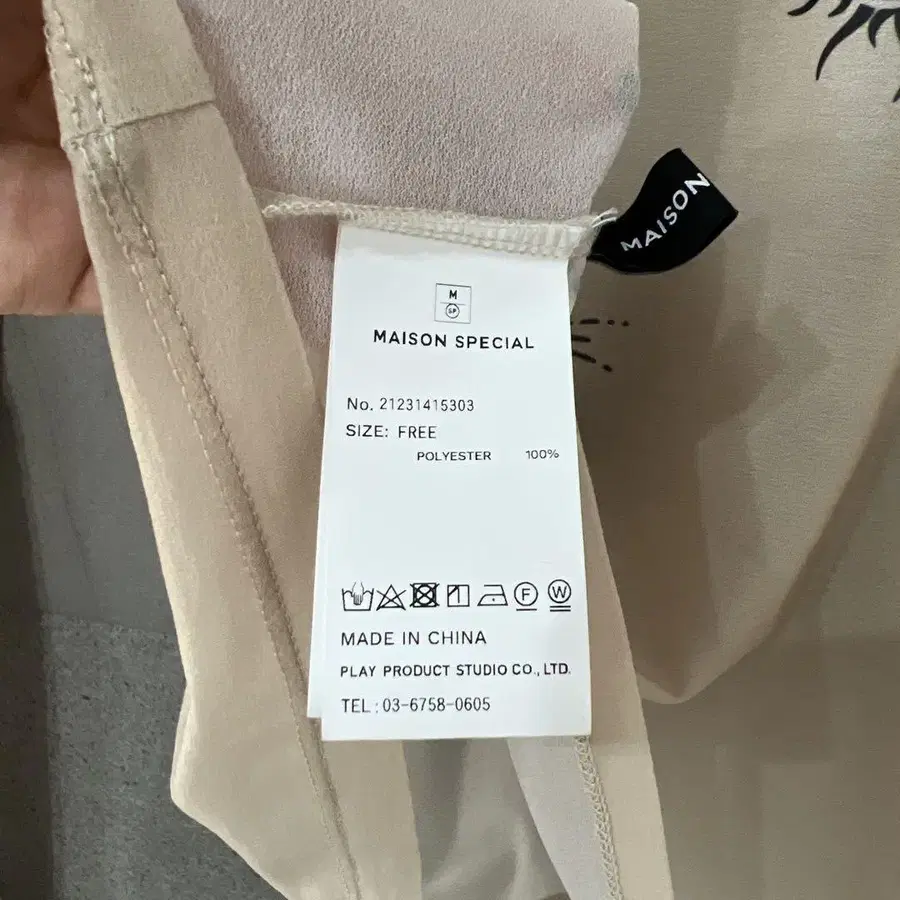 MAISON
M
SP
MAISON SPECIAL
No. 21231415303
SIZE: FREE
POLYESTER 100%
F W
MADE IN CHINA
PLAY PRODUCT STUDIO CO., LTD.
TEL : 03-6758-0605